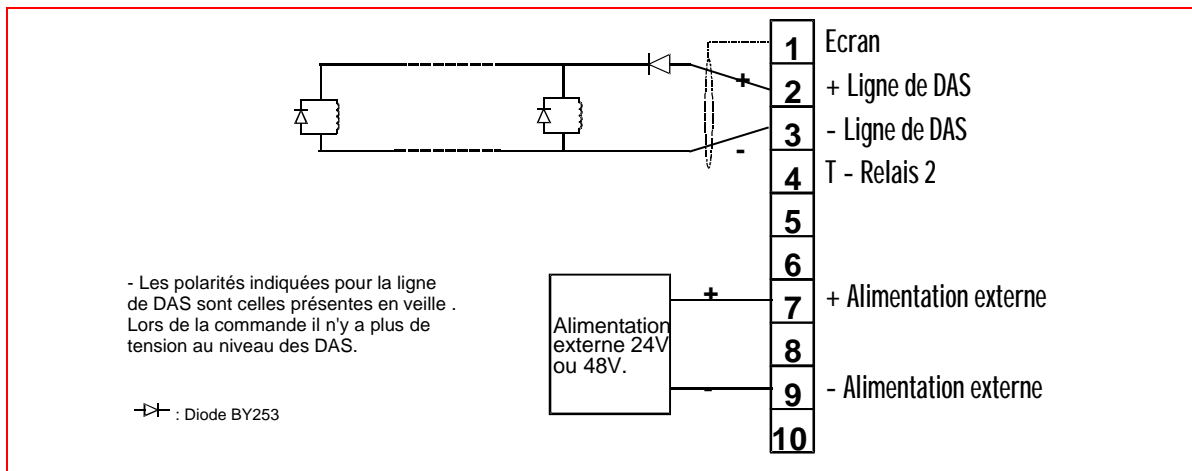 1 Ecran
+ 2 + Ligne de DAS
3 - Ligne de DAS
-
4 T - Relais 2
5
6
- Les polarités indiquées pour la ligne
de DAS sont celles présentes en veille .
Lors de la commande il n'y a plus de
tension au niveau des DAS.
: Diode BY253
Alimentation
externe 24V
ou 48V.
+ 7 + Alimentation externe
8
- 9 - Alimentation externe
10